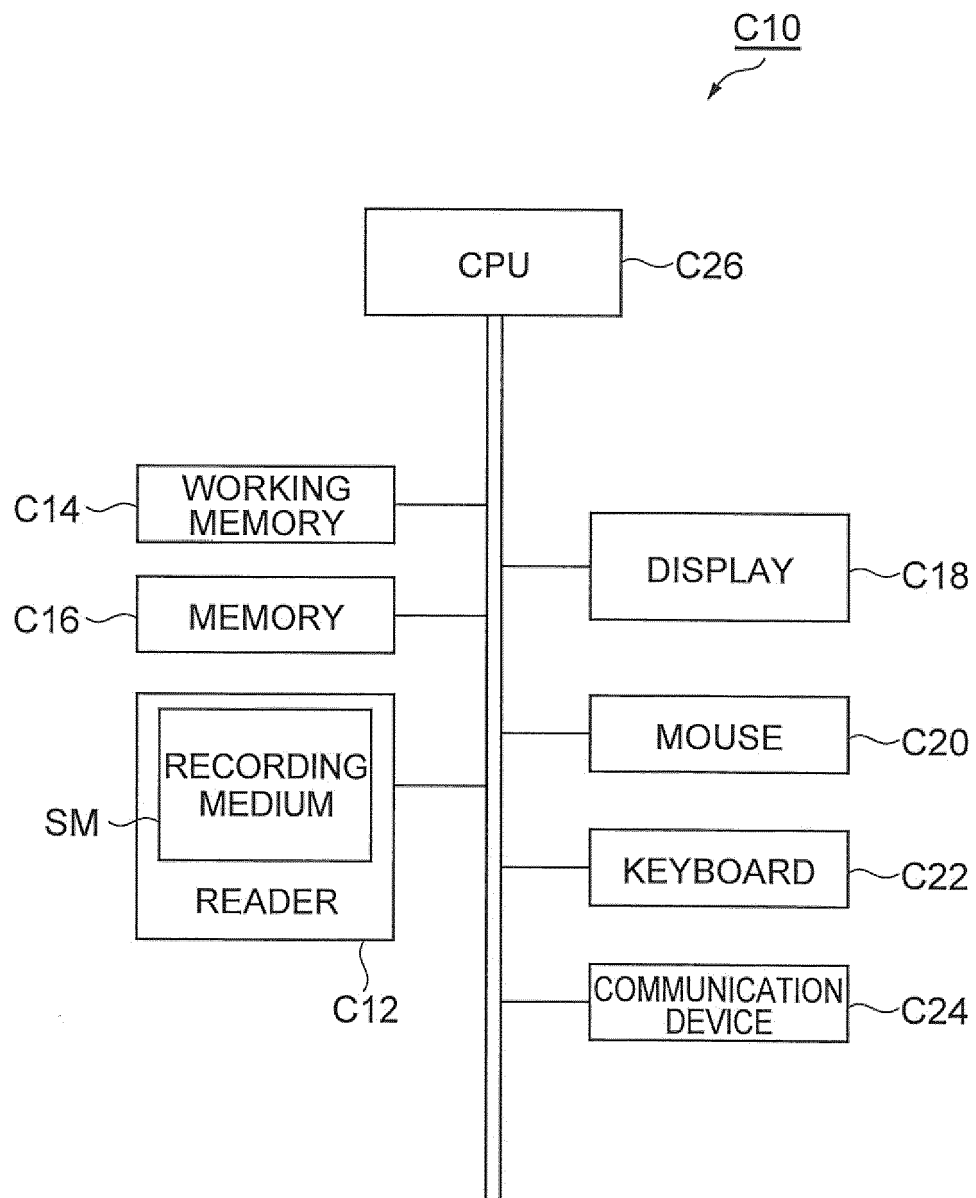 C10
CPU
C26
WORKING
MEMORY
C14
MEMORY
C16
RECORDING
MEDIUM
SM
READER
C12
DISPLAY
C18
MOUSE
C20
KEYBOARD
C22
COMMUNICATION
DEVICE
C24